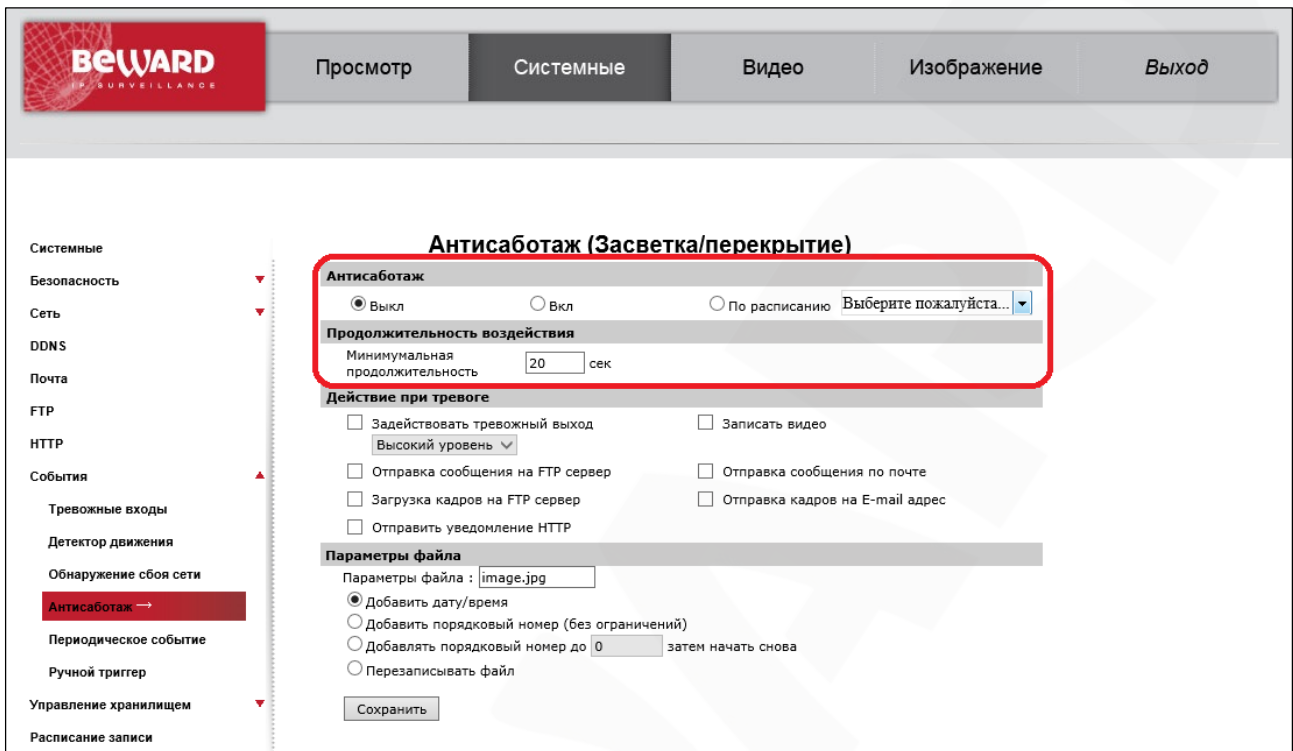 BEWARD
IP SURVEILLANCE
Просмотр
Системные
Видео
Изображение
Выход
Системные
Безопасность
Сеть
DDNS
Почта
FTP
HTTP
События
Тревожные входы
Детектор движения
Обнаружение сбоя сети
Антисаботаж →
Периодическое событие
Ручной триггер
Управление хранилищем
Расписание записи
Антисаботаж (Засветка/перекрытие)
Антисаботаж
Выкл Вкл По расписанию Выберите пожалуйста...
Продолжительность воздействия
Минимумальная
продолжительность 20 сек
Действие при тревоге
Задействовать тревожный выход Записать видео
Высокий уровень
Отправка сообщения на FTP сервер Отправка сообщения по почте
Загрузка кадров на FTP сервер Отправка кадров на E-mail адрес
Отправить уведомление HTTP
Параметры файла
Параметры файла : image.jpg
Добавить дату/время
Добавить порядковый номер (без ограничений)
Добавлять порядковый номер до 0 затем начать снова
Перезаписывать файл
Сохранить